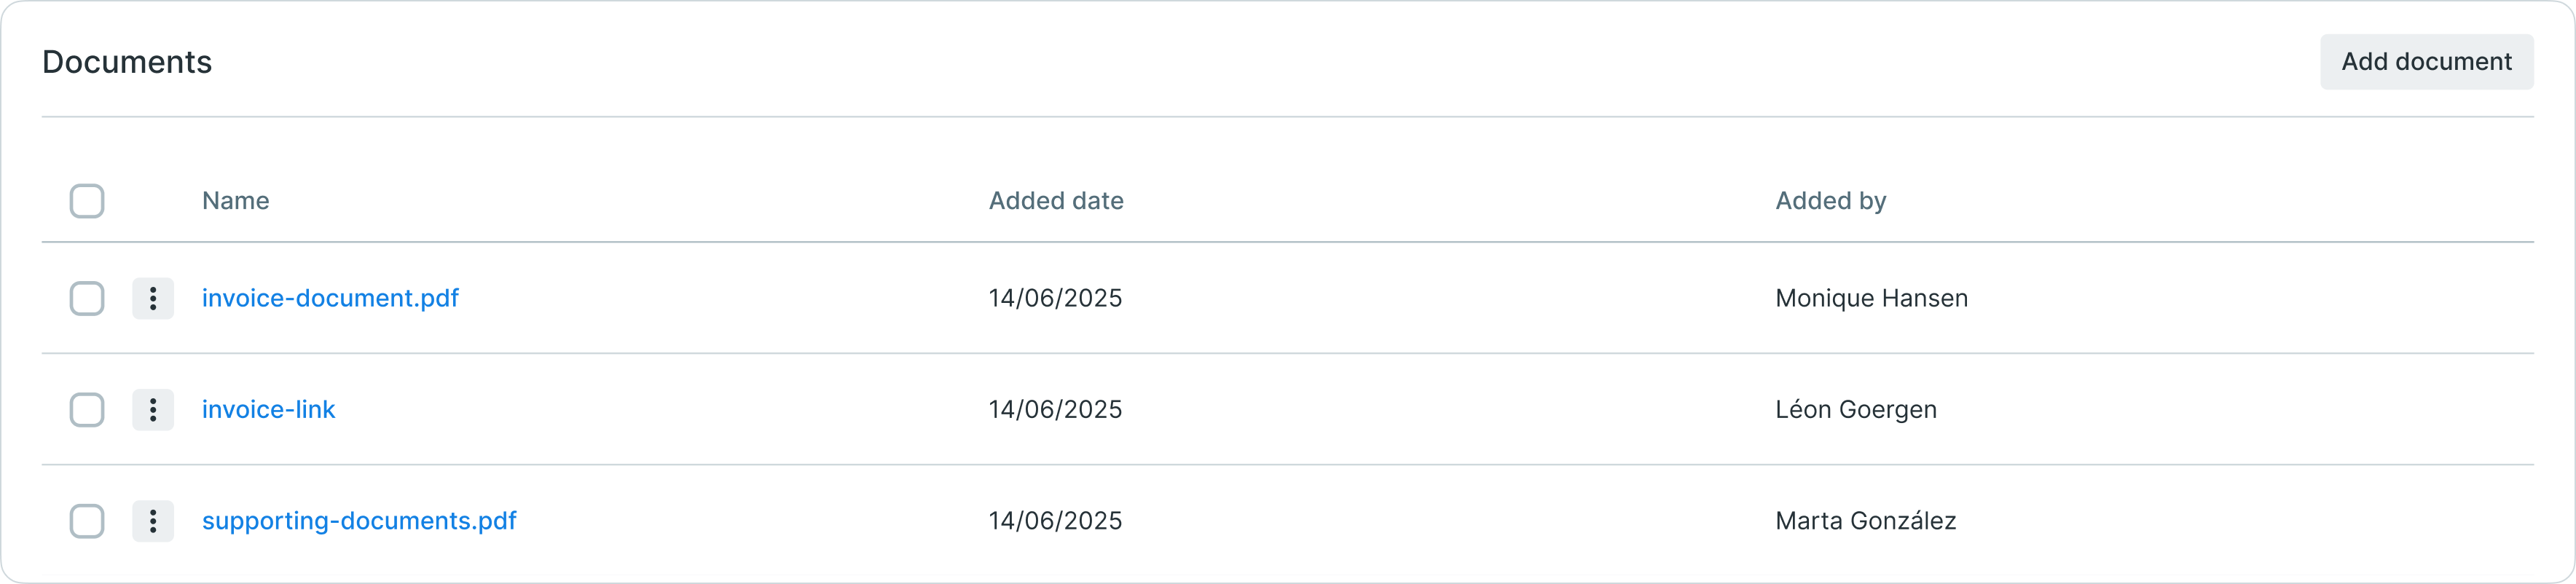 Documents
Add document
Name Added date Added by
invoice-document.pdf 14/06/2025 Monique Hansen
invoice-link 14/06/2025 Léon Goergen
supporting-documents.pdf 14/06/2025 Marta González